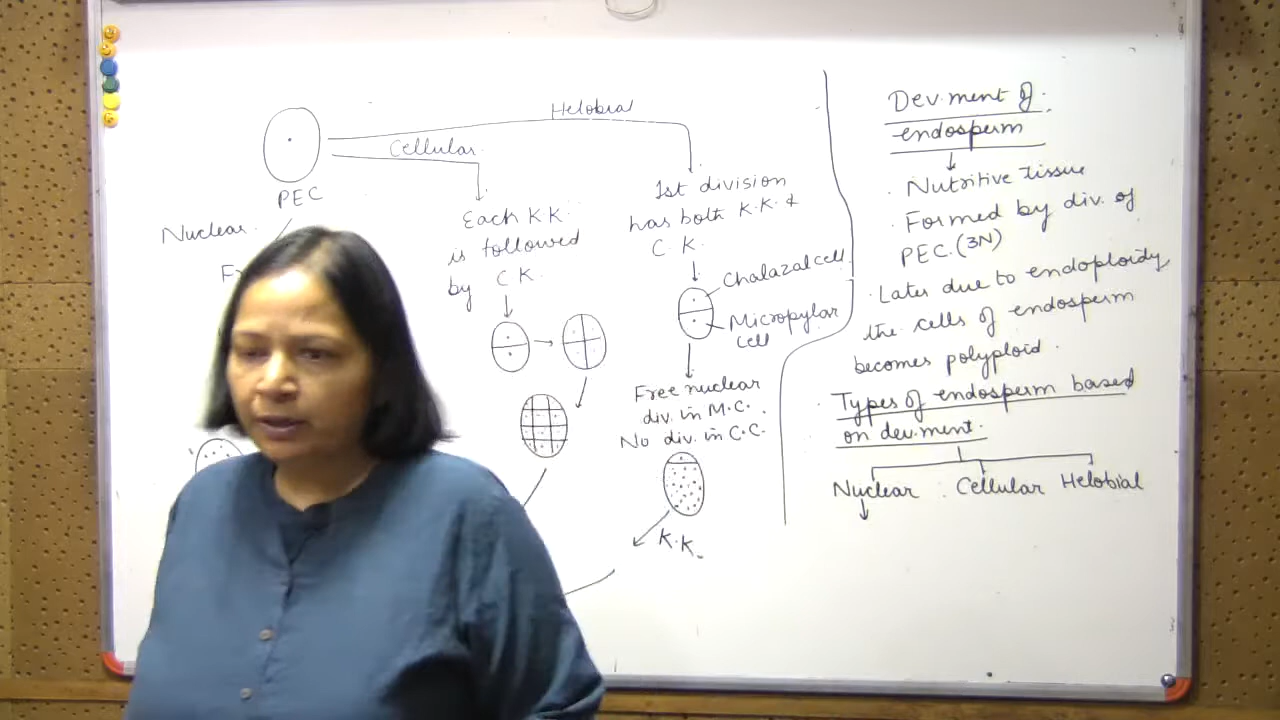 Helobial
Cellular
PEC
Nuclear
Each K.K.
is followed
by C K.
1st division
has both K.K. &
C K.
Chalazal cell
Micropylar
cell
Free nuclear
div. in M.C.
No div. in C.C.
K.K.
Dev.ment of
endosperm
Nutritive tissue
Formed by div. of
PEC. (3N)
Later due to endoploidy
the cells of endosperm
becomes polyploid.
Types of endosperm based
on dev.ment.
Nuclear Cellular Helobial